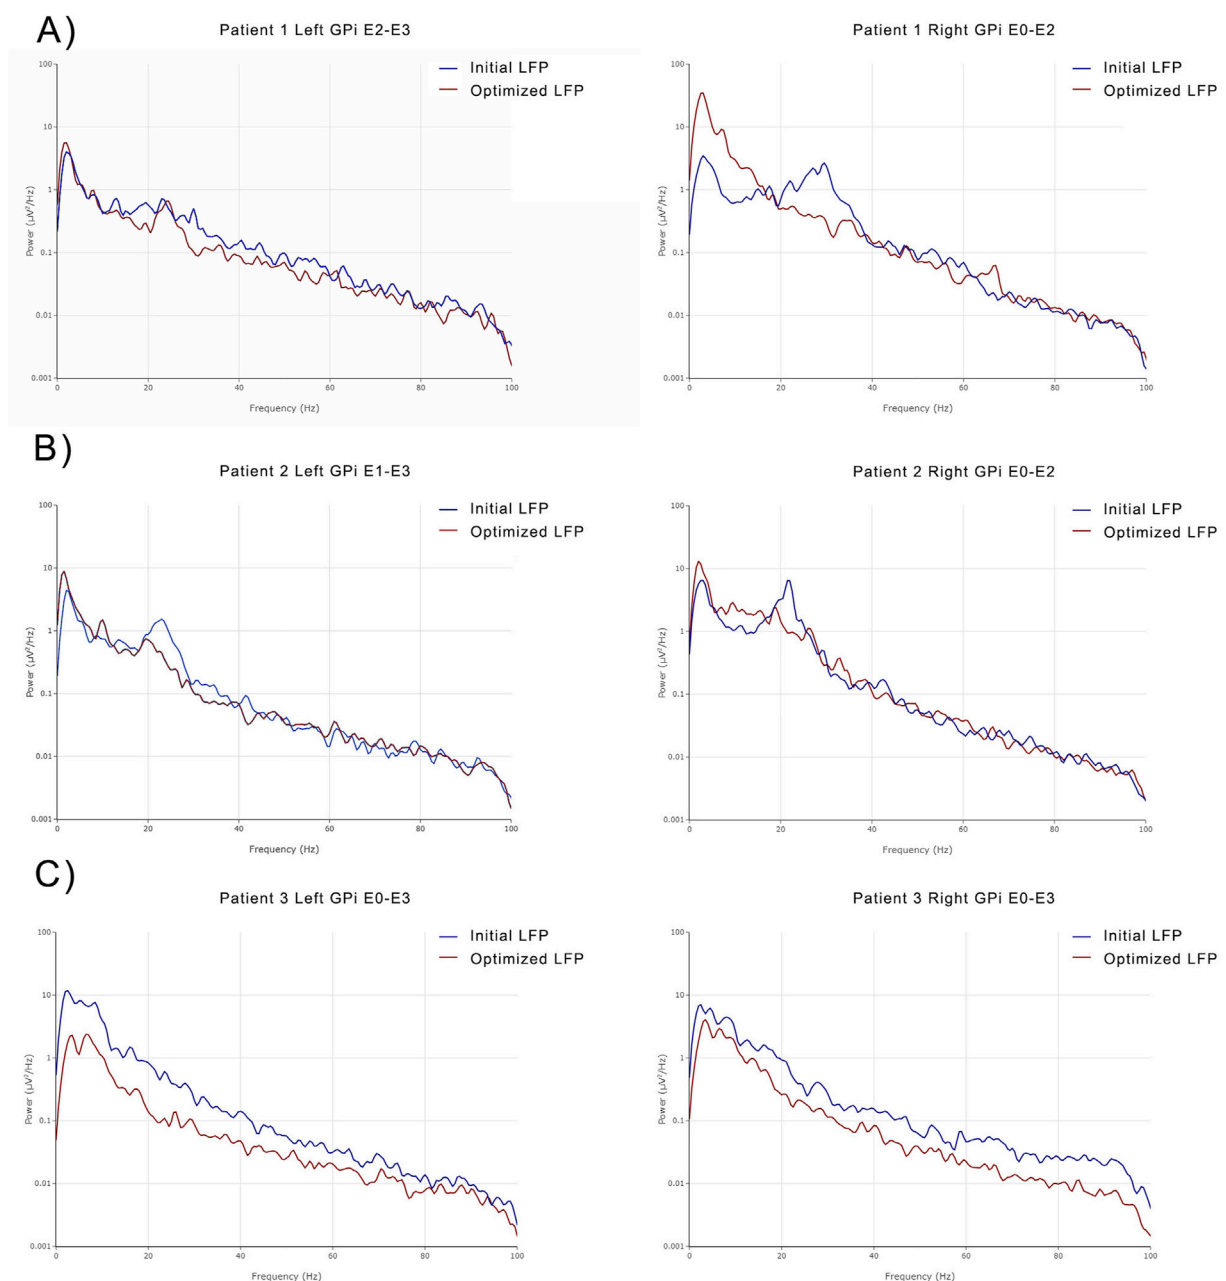 A)
Patient 1 Left GPi E2-E3
Initial LFP
Optimized LFP
100
10
1
0.1
0.01
0.001
Power (µV²/Hz)
0 20 40 60 80 100
Frequency (Hz)
Patient 1 Right GPi E0-E2
Initial LFP
Optimized LFP
100
10
1
0.1
0.01
0.001
Power (µV²/Hz)
0 20 40 60 80 100
Frequency (Hz)
B)
Patient 2 Left GPi E1-E3
Initial LFP
Optimized LFP
100
10
1
0.1
0.01
0.001
Power (µV²/Hz)
0 20 40 60 80 100
Frequency (Hz)
Patient 2 Right GPi E0-E2
Initial LFP
Optimized LFP
100
10
1
0.1
0.01
0.001
Power (µV²/Hz)
0 20 40 60 80 100
Frequency (Hz)
C)
Patient 3 Left GPi E0-E3
Initial LFP
Optimized LFP
100
10
1
0.1
0.01
0.001
Power (µV²/Hz)
0 20 40 60 80 100
Frequency (Hz)
Patient 3 Right GPi E0-E3
Initial LFP
Optimized LFP
100
10
1
0.1
0.01
0.001
Power (µV²/Hz)
0 20 40 60 80 100
Frequency (Hz)